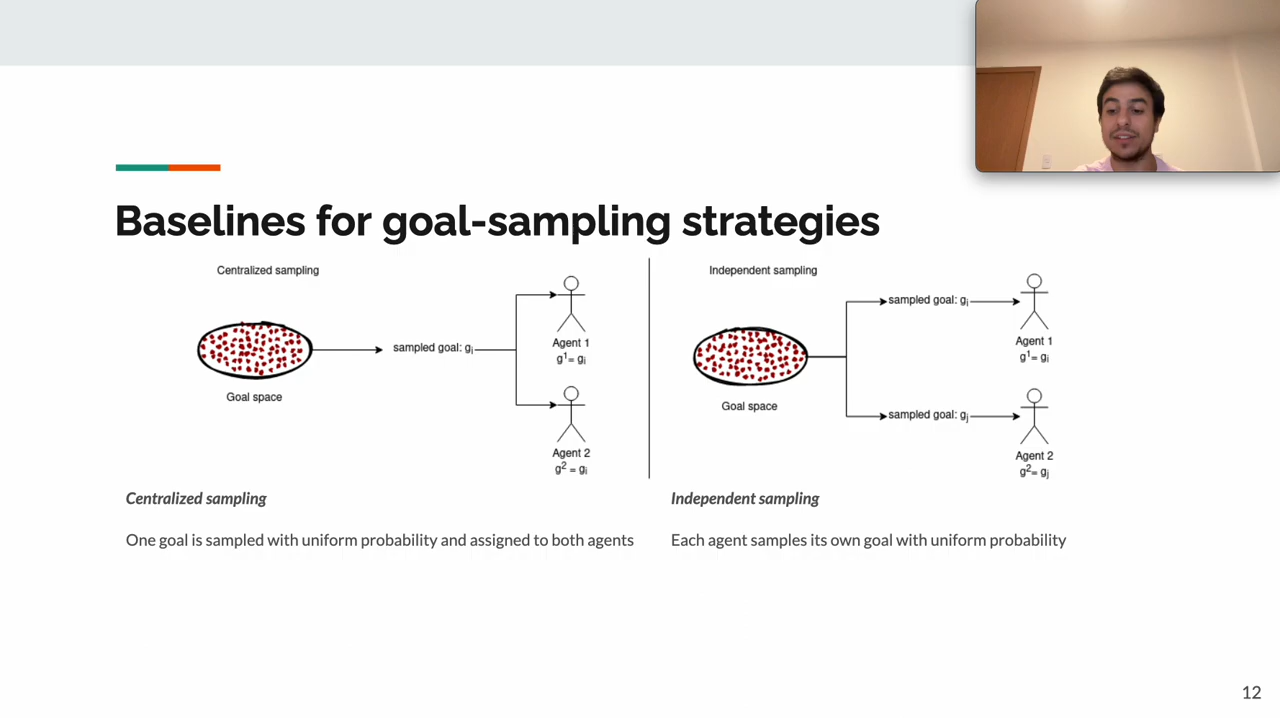 Baselines for goal-sampling strategies
Centralized sampling
sampled goal: gi
Goal space
Agent 1
g1= gi
Agent 2
g2 = gi
Independent sampling
sampled goal: gi
sampled goal: gj
Goal space
Agent 1
g1= gi
Agent 2
g2= gj
Centralized sampling
One goal is sampled with uniform probability and assigned to both agents
Independent sampling
Each agent samples its own goal with uniform probability
12